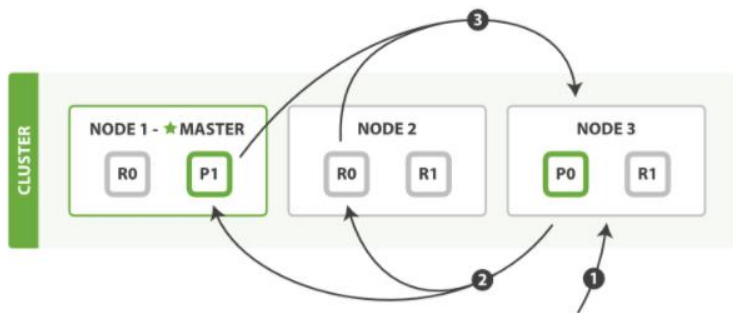 3
CLUSTER
NODE 1 - ★ MASTER
R0 P1
NODE 2
R0 R1
NODE 3
P0 R1
2
1